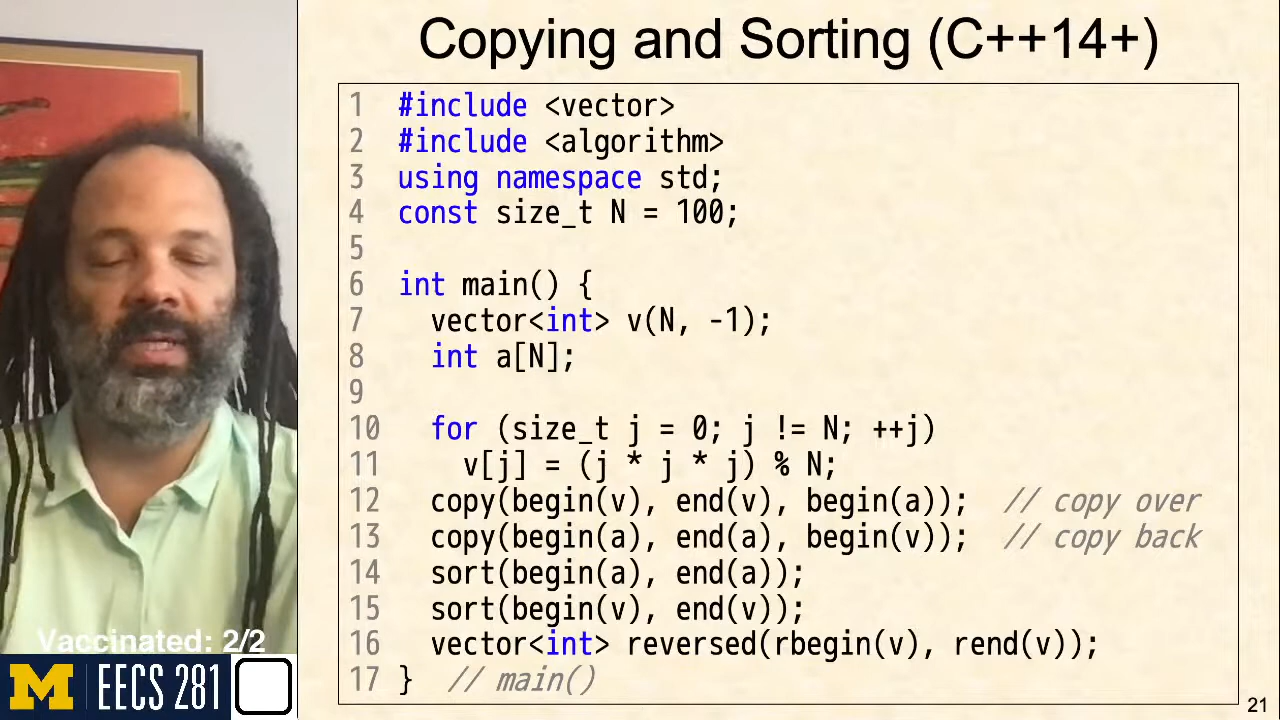 Copying and Sorting (C++14+)
1 #include <vector>
2 #include <algorithm>
3 using namespace std;
4 const size_t N = 100;
5
6 int main() {
7 vector<int> v(N, -1);
8 int a[N];
9
10 for (size_t j = 0; j != N; ++j)
11 v[j] = (j * j * j) % N;
12 copy(begin(v), end(v), begin(a)); // copy over
13 copy(begin(a), end(a), begin(v)); // copy back
14 sort(begin(a), end(a));
15 sort(begin(v), end(v));
16 vector<int> reversed(rbegin(v), rend(v));
17 } // main()
Vaccinated: 2/2
M EECS 281
21